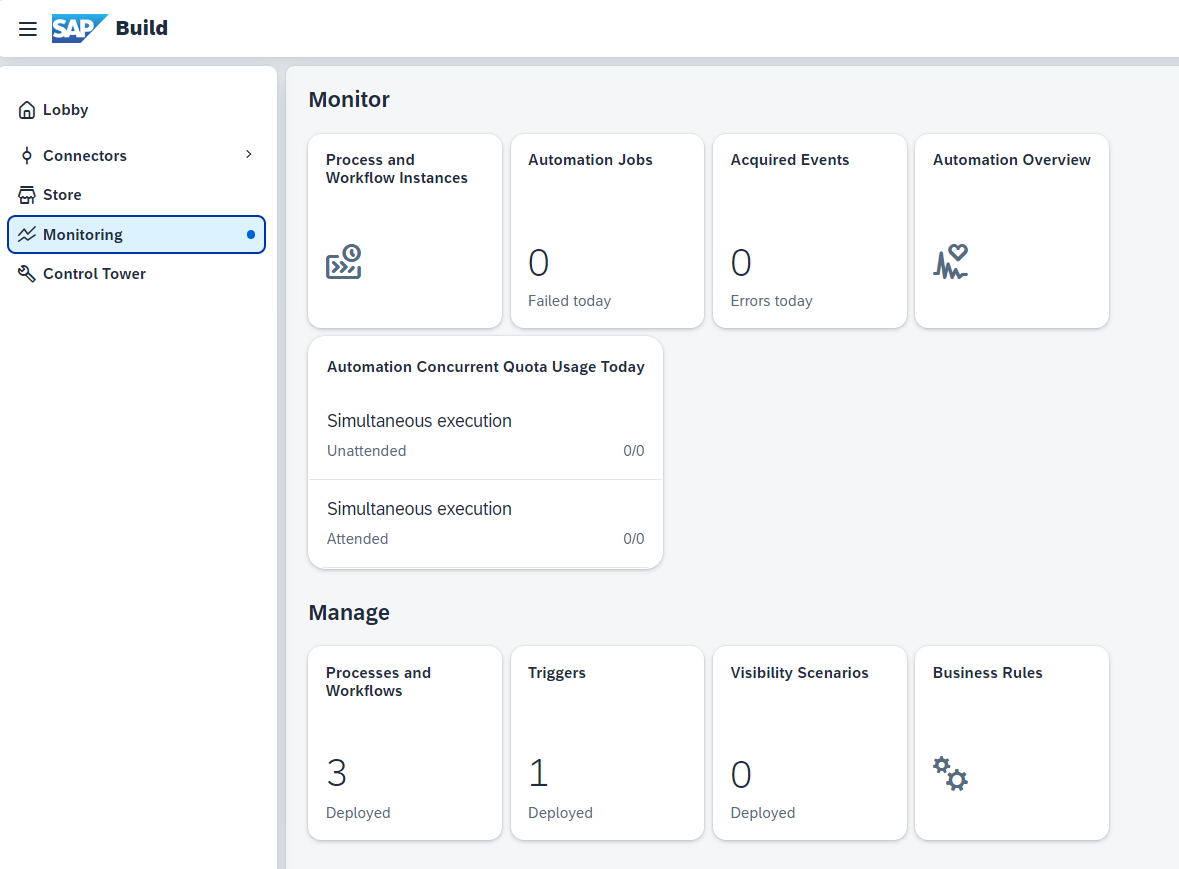 SAP Build
Lobby
Connectors
Store
Monitoring
Control Tower
Monitor
Process and
Workflow Instances
Automation Jobs
0
Failed today
Acquired Events
0
Errors today
Automation Overview
Automation Concurrent Quota Usage Today
Simultaneous execution
Unattended 0/0
Simultaneous execution
Attended 0/0
Manage
Processes and
Workflows
3
Deployed
Triggers
1
Deployed
Visibility Scenarios
0
Deployed
Business Rules